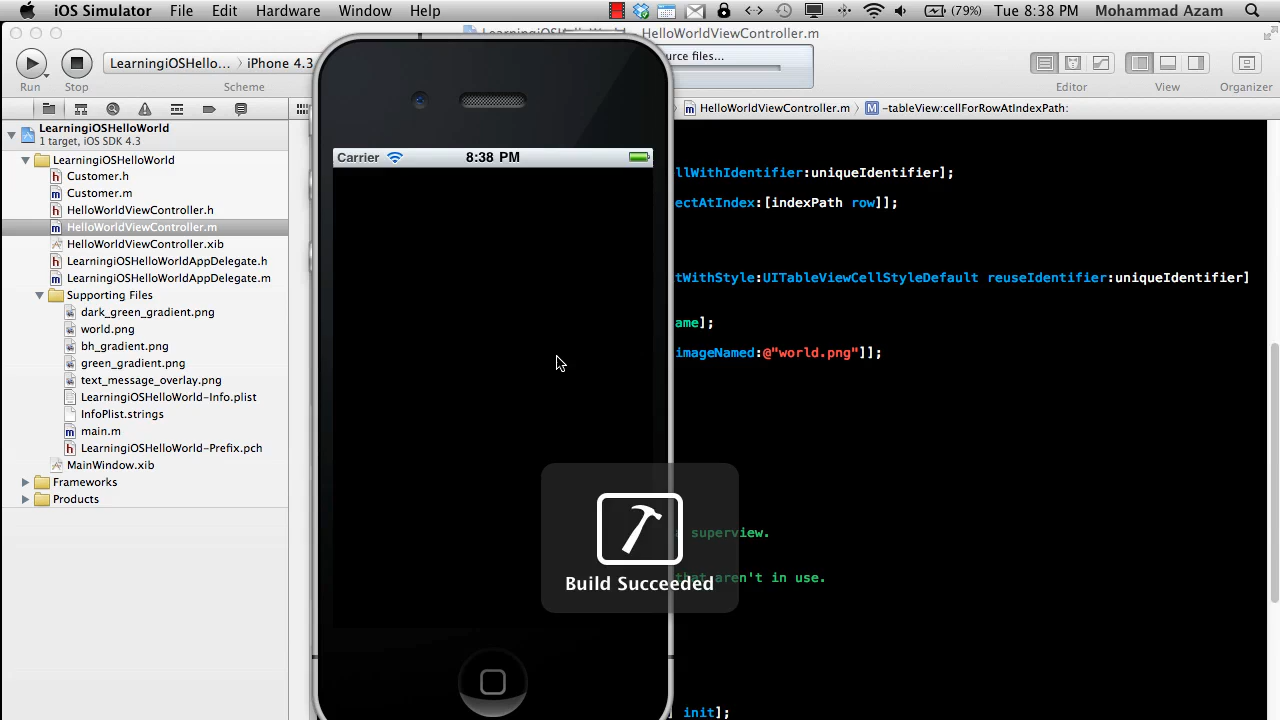 iOS Simulator File Edit Hardware Window Help (79%) Tue 8:38 PM Mohammad Azam
HelloWorldViewController.m
LearningiOSHello... iPhone 4.3
urce files...
Run Stop Scheme Editor View Organizer
HelloWorldViewController.m -tableView:cellForRowAtIndexPath:
LearningiOSHelloWorld
1 target, iOS SDK 4.3
LearningiOSHelloWorld
Customer.h
Customer.m
HelloWorldViewController.h
HelloWorldViewController.m
HelloWorldViewController.xib
LearningiOSHelloWorldAppDelegate.h
LearningiOSHelloWorldAppDelegate.m
Supporting Files
dark_green_gradient.png
world.png
bh_gradient.png
green_gradient.png
text_message_overlay.png
LearningiOSHelloWorld-Info.plist
InfoPlist.strings
main.m
LearningiOSHelloWorld-Prefix.pch
MainWindow.xib
Frameworks
Products
Carrier 8:38 PM
Build Succeeded
llWithIdentifier:uniqueIdentifier];
ectAtIndex:[indexPath row]];
tWithStyle:UITableViewCellStyleDefault reuseIdentifier:uniqueIdentifier]
ame];
imageNamed:@"world.png"]];
superview.
that aren't in use.
init];